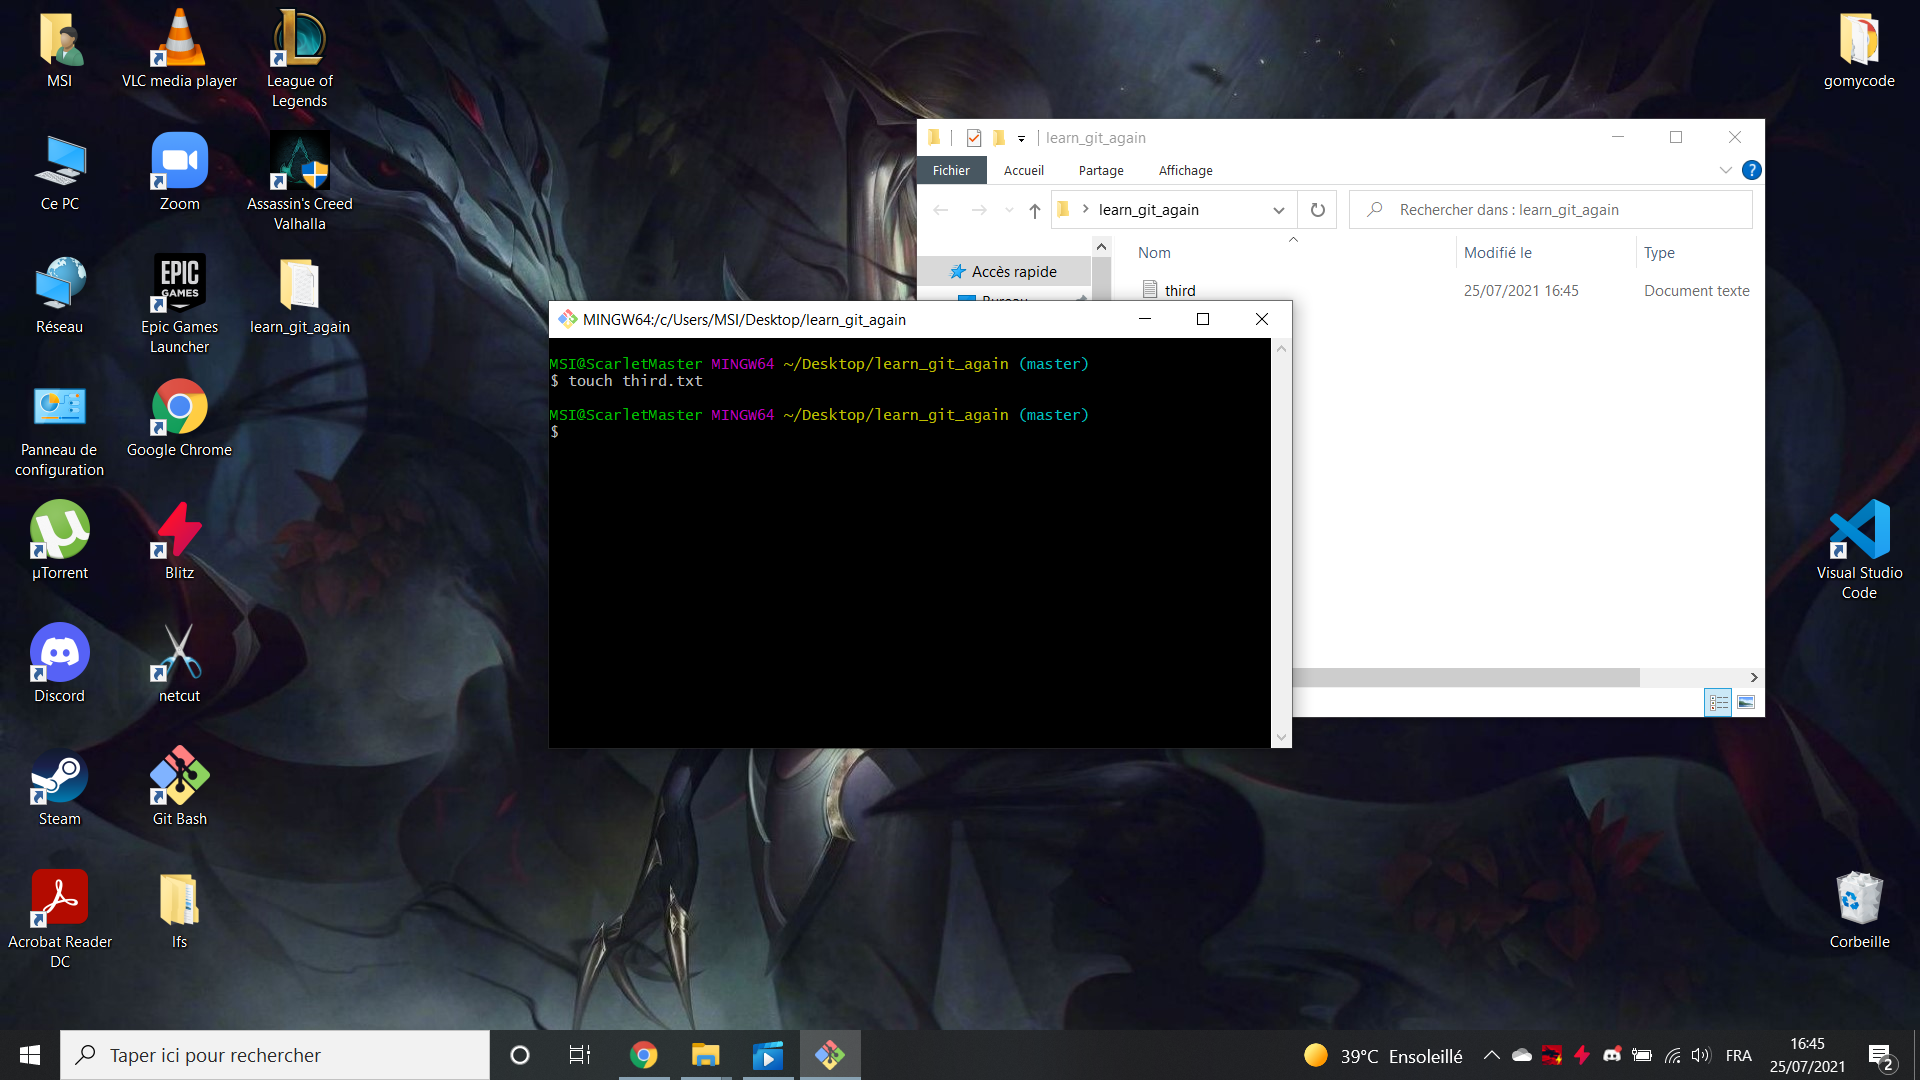 MSI
VLC media player
League of
Legends
gomycode
Ce PC
Zoom
Assassin's Creed
Valhalla
Réseau
EPIC
GAMES
Epic Games
Launcher
learn_git_again
Panneau de
configuration
Google Chrome
µTorrent
Blitz
Visual Studio
Code
Discord
netcut
Steam
Git Bash
Acrobat Reader
DC
lfs
Corbeille
learn_git_again
Fichier
Accueil
Partage
Affichage
learn_git_again
Rechercher dans : learn_git_again
Nom
Modifié le
Type
Accès rapide
third
25/07/2021 16:45
Document texte
Bureau
MINGW64:/c/Users/MSI/Desktop/learn_git_again
MSI@ScarletMaster MINGW64 ~/Desktop/learn_git_again (master)
$ touch third.txt
MSI@ScarletMaster MINGW64 ~/Desktop/learn_git_again (master)
$
Taper ici pour rechercher
39°C Ensoleillé
FRA
16:45
25/07/2021
2